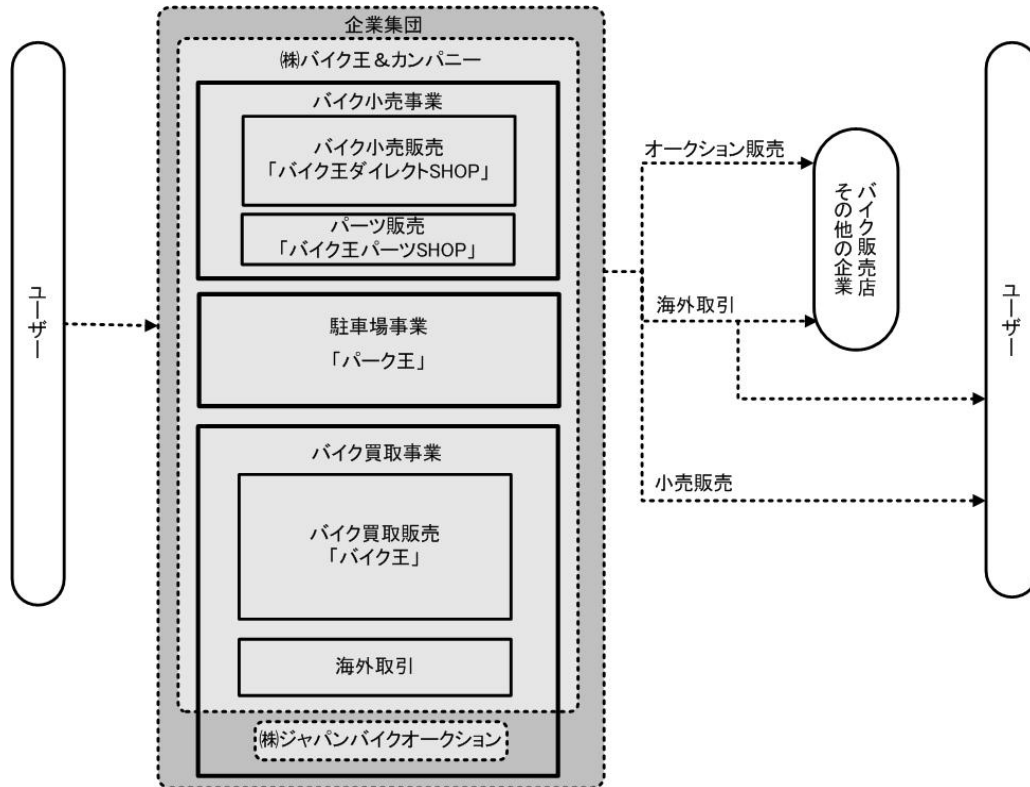 企業集団
㈱バイク王＆カンパニー
バイク小売事業
バイク小売販売
「バイク王ダイレクトSHOP」
パーツ販売
「バイク王パーツSHOP」
駐車場事業
「パーク王」
バイク買取事業
バイク買取販売
「バイク王」
海外取引
㈱ジャパンバイクオークション
ユーザー
オークション販売
海外取引
小売販売
バイク販売店
その他の企業
ユーザー